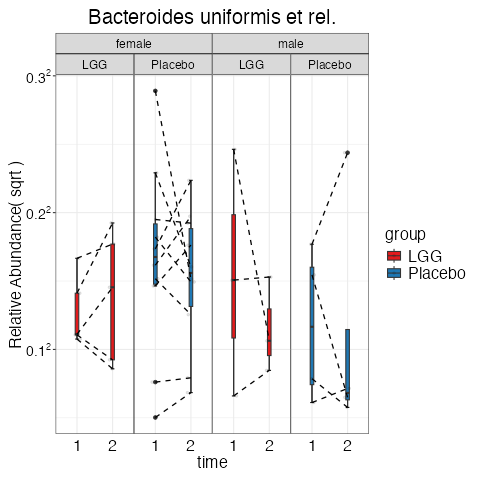 Bacteroides uniformis et rel.
female male
LGG Placebo LGG Placebo
0.3²
0.2²
0.1²
Relative Abundance( sqrt )
1 2 1 2 1 2 1 2
time
group
LGG
Placebo